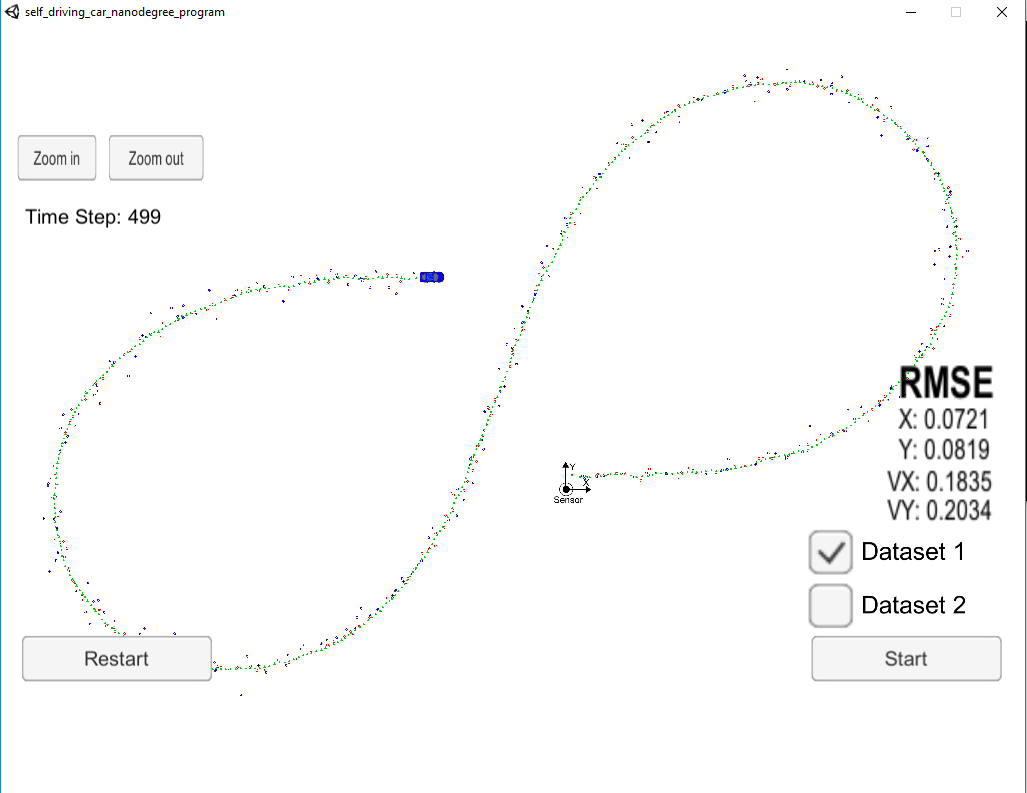 self_driving_car_nanodegree_program
Zoom in
Zoom out
Time Step: 499
RMSE
X: 0.0721
Y: 0.0819
VX: 0.1835
VY: 0.2034
Y
X
Sensor
Dataset 1
Dataset 2
Restart
Start